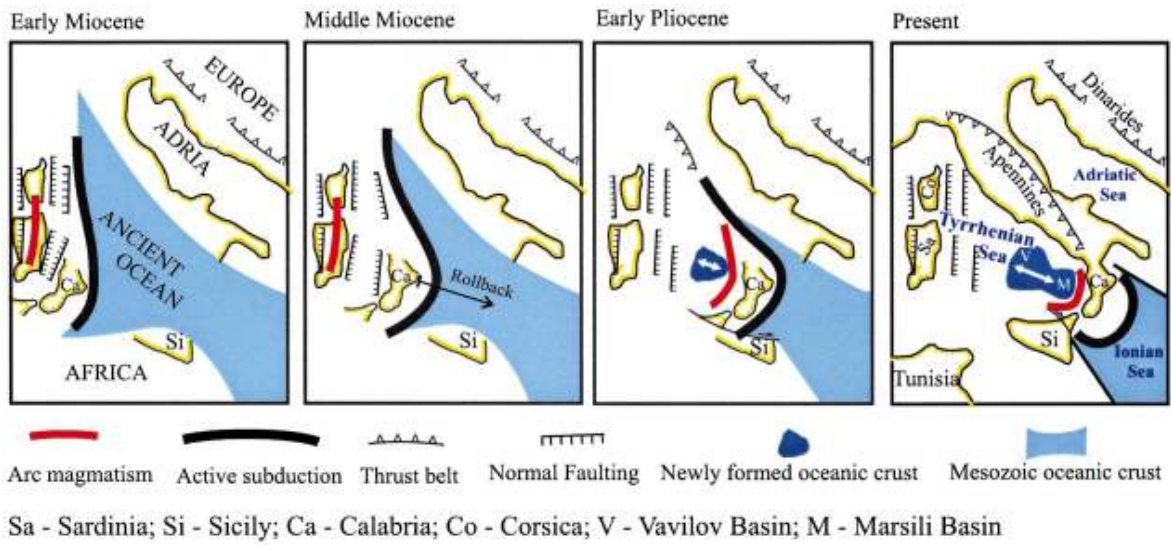 Early Miocene
Middle Miocene
Early Pliocene
Present
EUROPE
ADRIA
ANCIENT
OCEAN
Ca
Si
AFRICA
Ca
Rollback
Si
Ca
Si
Dinarides
Apennines
Adriatic
Sea
Co
Sa
Tyrrhenian
Sea
V
M
Ca
Si
Ionian
Sea
Tunisia
Arc magmatism
Active subduction
Thrust belt
Normal Faulting
Newly formed oceanic crust
Mesozoic oceanic crust
Sa - Sardinia; Si - Sicily; Ca - Calabria; Co - Corsica; V - Vavilov Basin; M - Marsili Basin